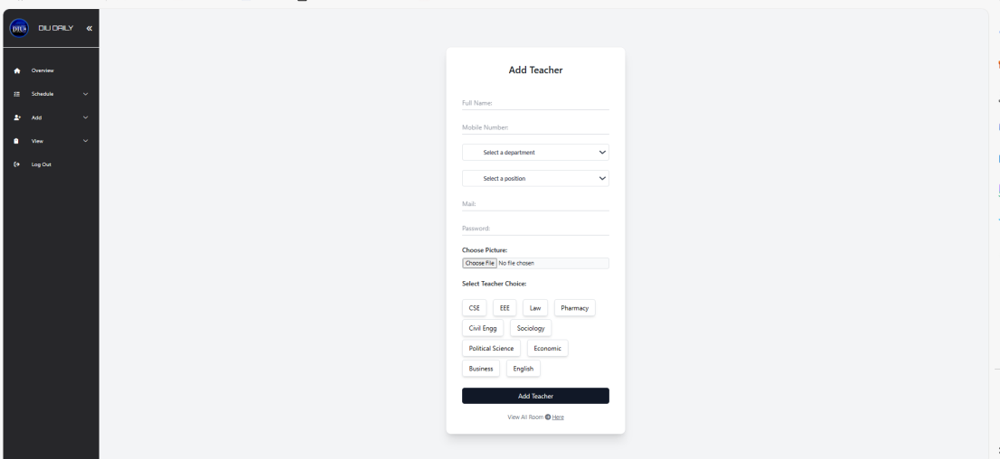 DIU DAILY
Overview
Schedule
Add
View
Log Out
Add Teacher
Full Name:
Mobile Number:
Select a department
Select a position
Mail:
Password:
Choose Picture:
Choose File No file chosen
Select Teacher Choice:
CSE EEE Law Pharmacy
Civil Engg Sociology
Political Science Economic
Business English
Add Teacher
View All Room Here